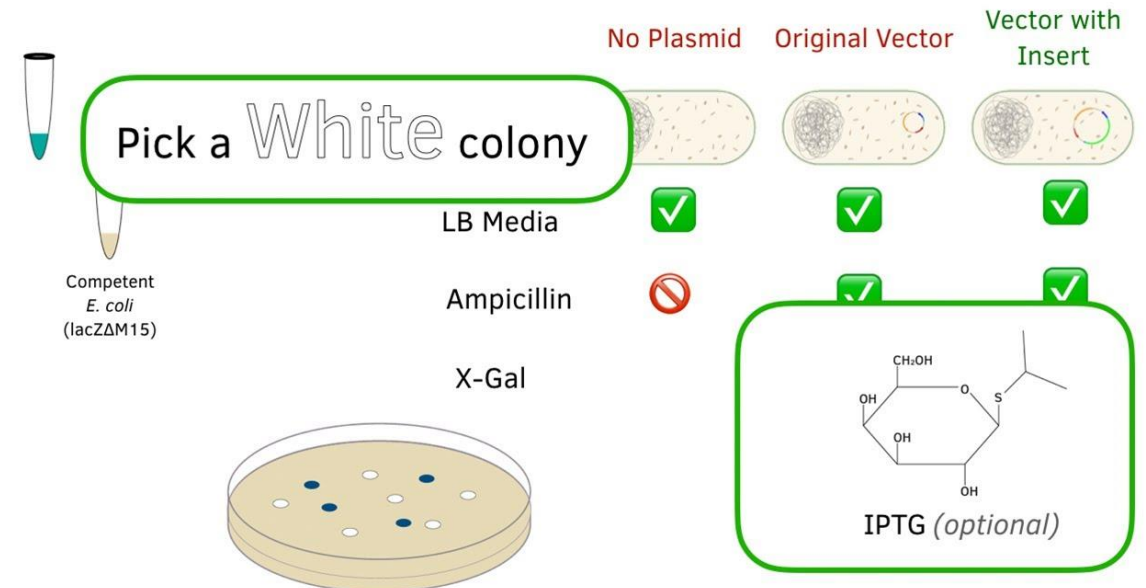 No Plasmid
Original Vector
Vector with
Insert
Pick a White colony
LB Media
Competent
E. coli
(lacZΔM15)
Ampicillin
X-Gal
CH₂OH
O
S
OH
OH
OH
IPTG (optional)